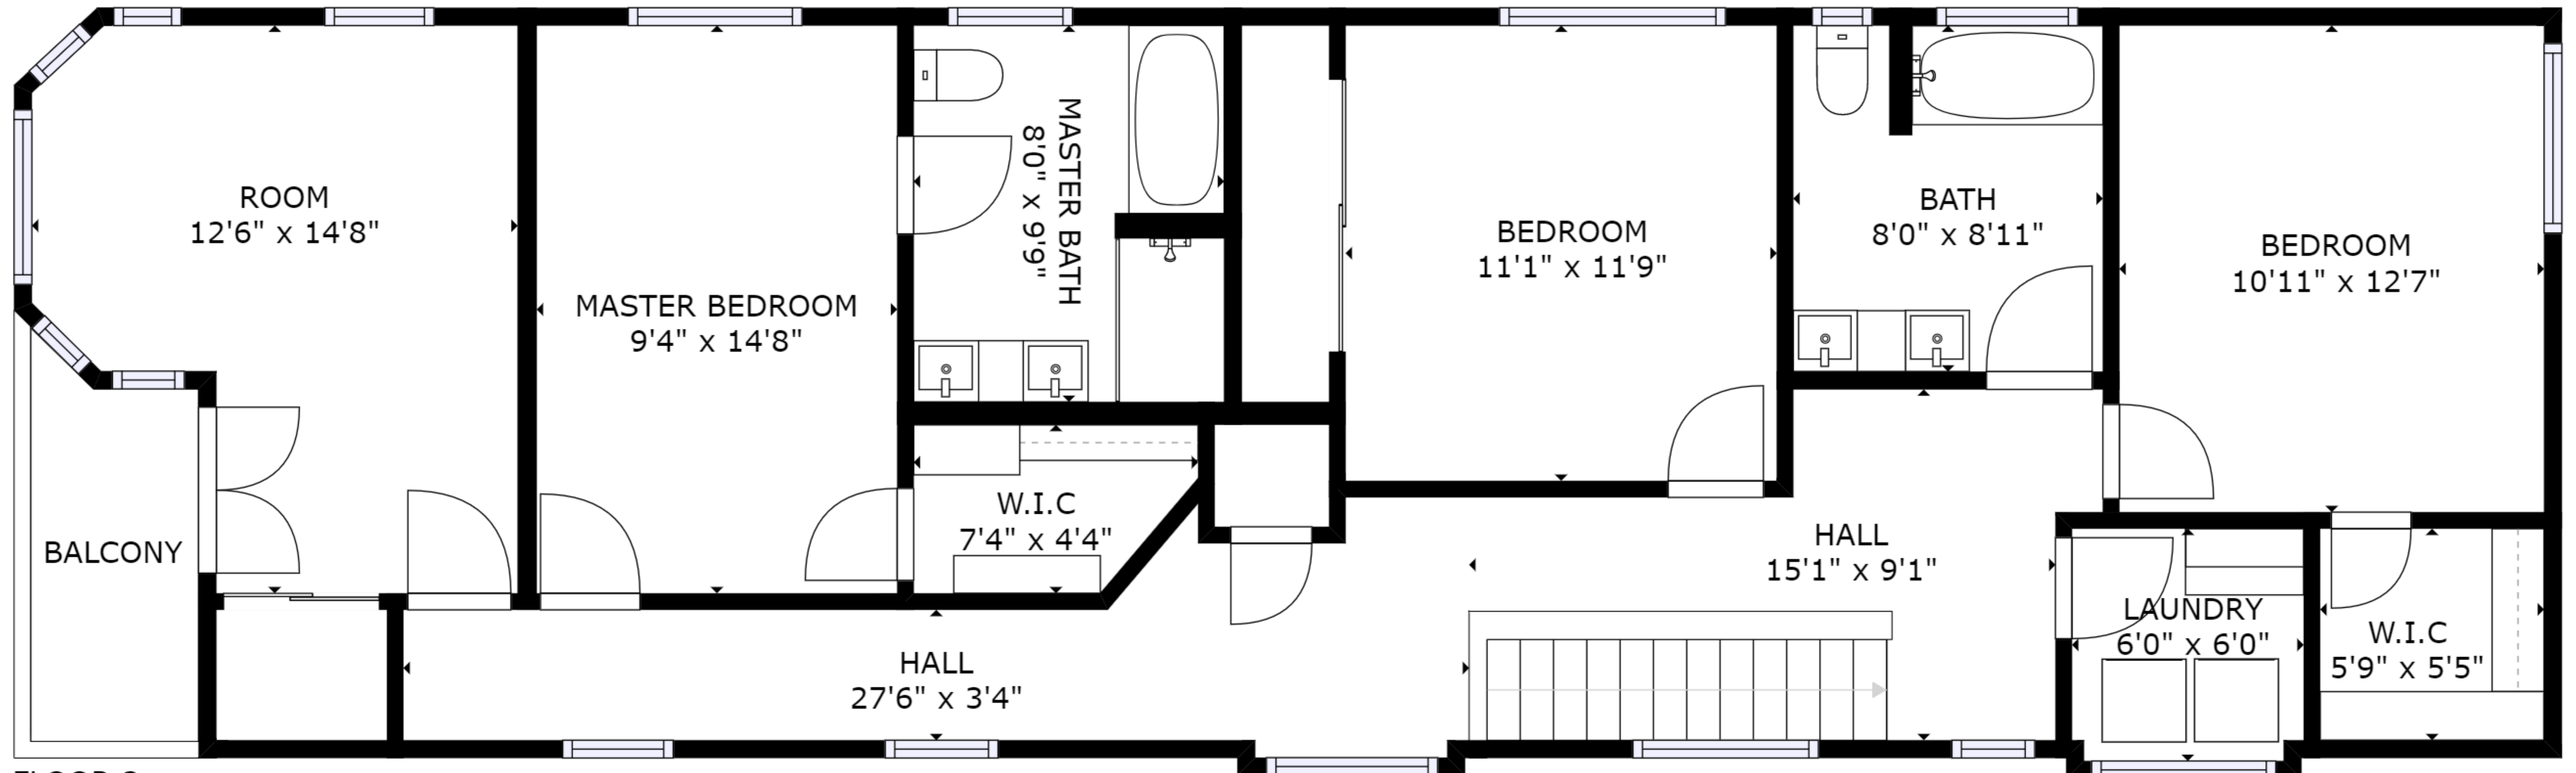 ROOM
12'6" x 14'8"
MASTER BEDROOM
9'4" x 14'8"
MASTER BATH
8'0" x 9'9"
BEDROOM
11'1" x 11'9"
BATH
8'0" x 8'11"
BEDROOM
10'11" x 12'7"
BALCONY
W.I.C
7'4" x 4'4"
HALL
15'1" x 9'1"
HALL
27'6" x 3'4"
LAUNDRY
6'0" x 6'0"
W.I.C
5'9" x 5'5"